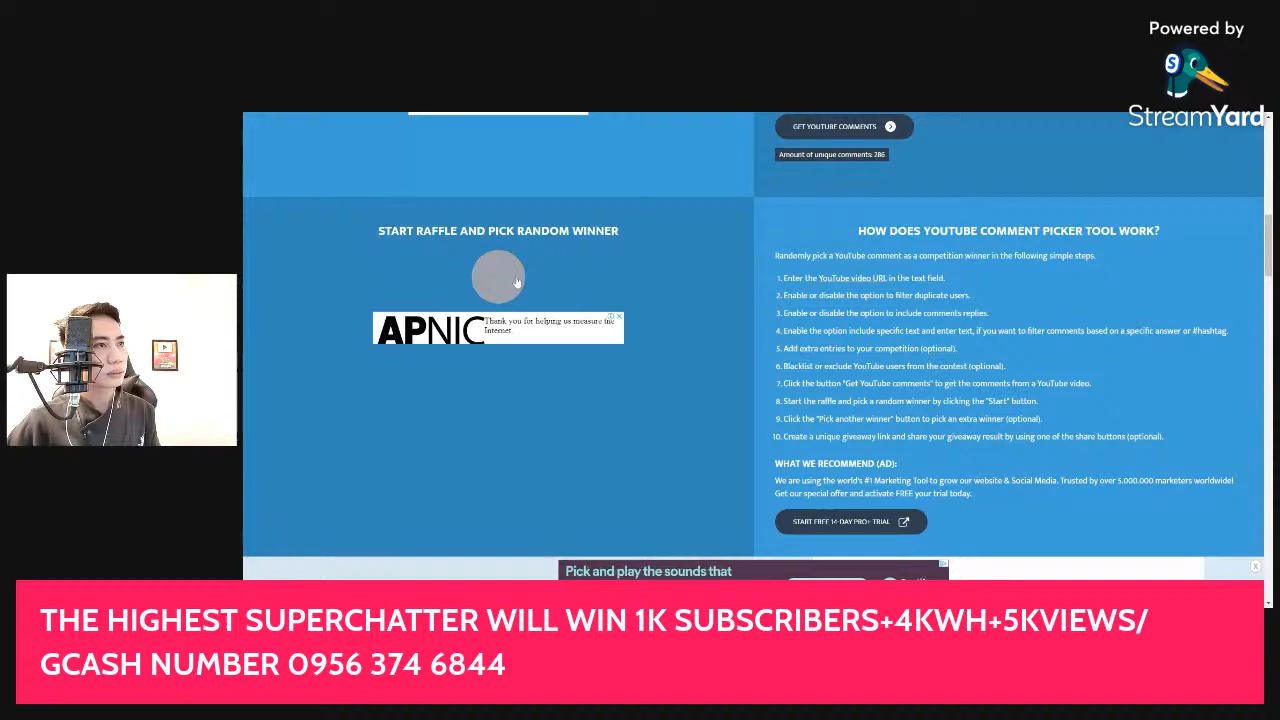 Powered by
StreamYard
GET YOUTUBE COMMENTS
Amount of unique comments: 286
START RAFFLE AND PICK RANDOM WINNER
APNIC
Thank you for helping us measure the
Internet.
HOW DOES YOUTUBE COMMENT PICKER TOOL WORK?
Randomly pick a YouTube comment as a competition winner in the following simple steps.
1. Enter the YouTube video URL in the text field.
2. Enable or disable the option to filter duplicate users.
3. Enable or disable the option to include comments replies.
4. Enable the option include specific text and enter text, if you want to filter comments based on a specific answer or #hashtag.
5. Add extra entries to your competition (optional).
6. Blacklist or exclude YouTube users from the contest (optional).
7. Click the button "Get YouTube comments" to get the comments from a YouTube video.
8. Start the raffle and pick a random winner by clicking the "Start" button.
9. Click the "Pick another winner" button to pick an extra winner (optional).
10. Create a unique giveaway link and share your giveaway result by using one of the share buttons (optional).
WHAT WE RECOMMEND (AD):
We are using the world's #1 Marketing Tool to grow our website & Social Media. Trusted by over 5.000.000 marketers worldwide!
Get our special offer and activate FREE your trial today.
START FREE 14-DAY PRO+ TRIAL
Pick and play the sounds that
THE HIGHEST SUPERCHATTER WILL WIN 1K SUBSCRIBERS+4KWH+5KVIEWS/
GCASH NUMBER 0956 374 6844